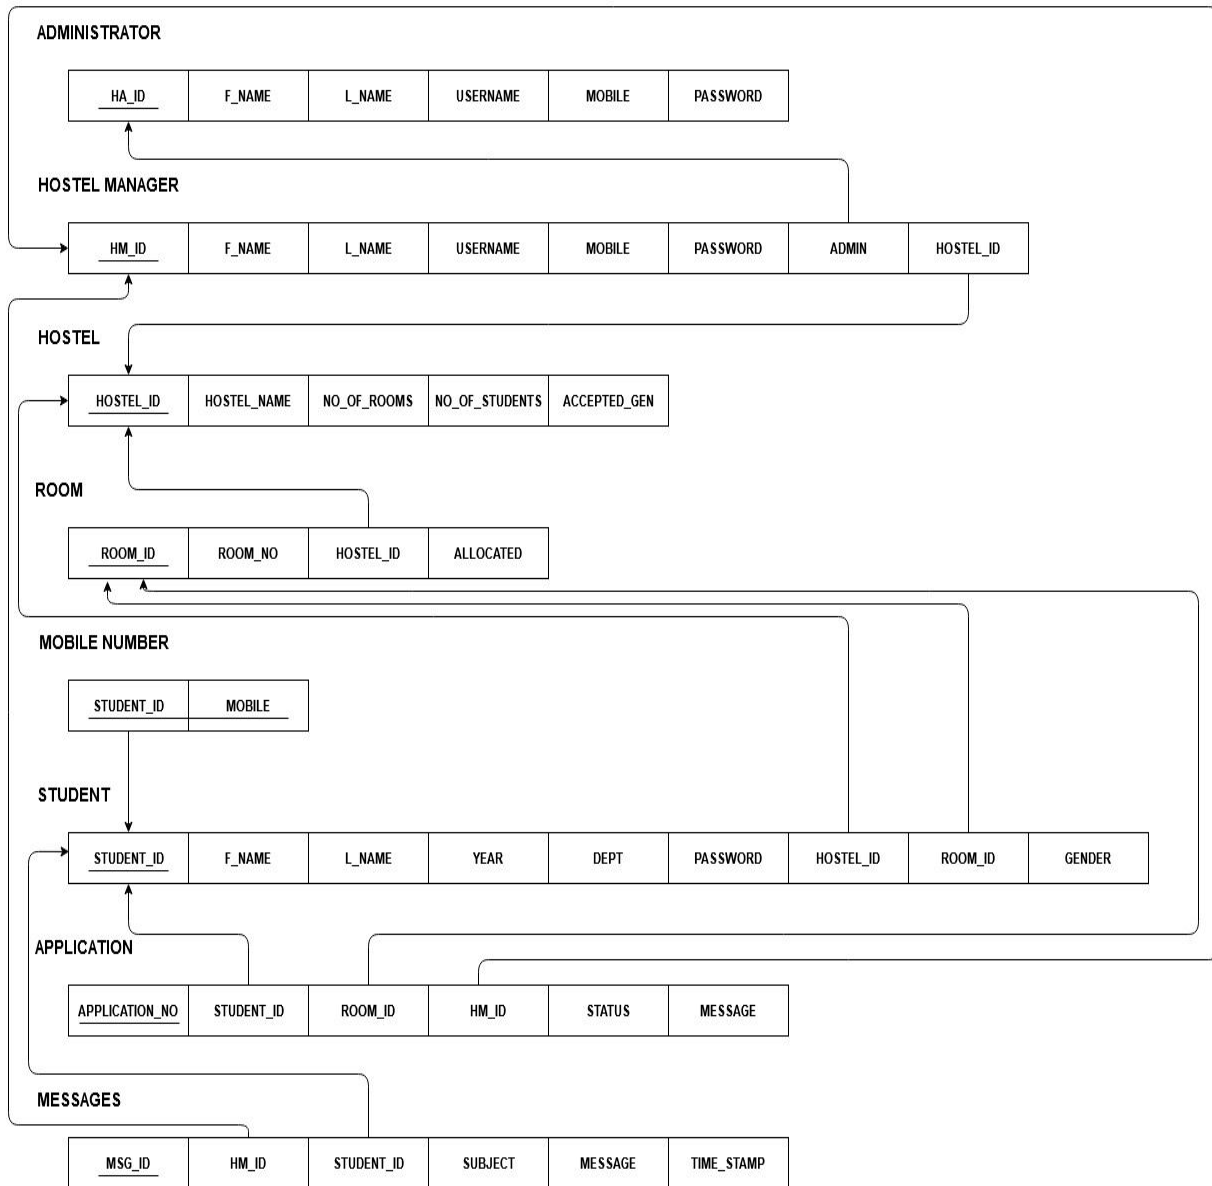 ADMINISTRATOR
HA_ID F_NAME L_NAME USERNAME MOBILE PASSWORD
HOSTEL MANAGER
HM_ID F_NAME L_NAME USERNAME MOBILE PASSWORD ADMIN HOSTEL_ID
HOSTEL
HOSTEL_ID HOSTEL_NAME NO_OF_ROOMS NO_OF_STUDENTS ACCEPTED_GEN
ROOM
ROOM_ID ROOM_NO HOSTEL_ID ALLOCATED
MOBILE NUMBER
STUDENT_ID MOBILE
STUDENT
STUDENT_ID F_NAME L_NAME YEAR DEPT PASSWORD HOSTEL_ID ROOM_ID GENDER
APPLICATION
APPLICATION_NO STUDENT_ID ROOM_ID HM_ID STATUS MESSAGE
MESSAGES
MSG_ID HM_ID STUDENT_ID SUBJECT MESSAGE TIME_STAMP